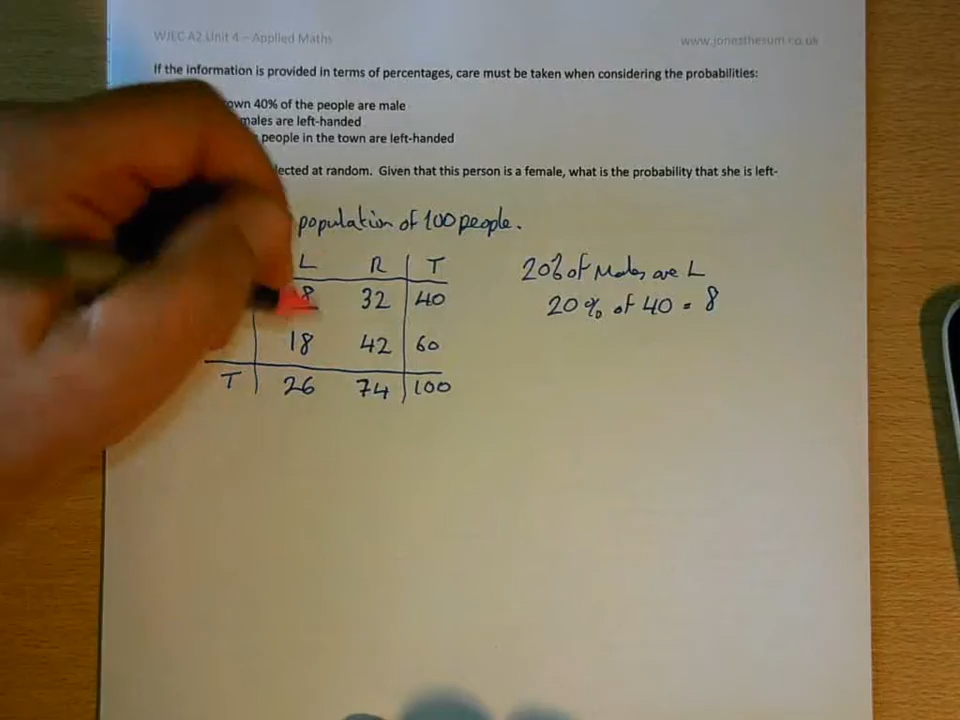 WJEC A2 Unit 4 – Applied Maths
www.jonesthesum.co.uk
If the information is provided in terms of percentages, care must be taken when considering the probabilities:
40% of the people are male
are left-handed
people in the town are left-handed
at random. Given that this person is a female, what is the probability that she is left-
population of 100 people.
L R T
8 32 40
18 42 60
T 26 74 100
20% of Males are L
20% of 40 = 8